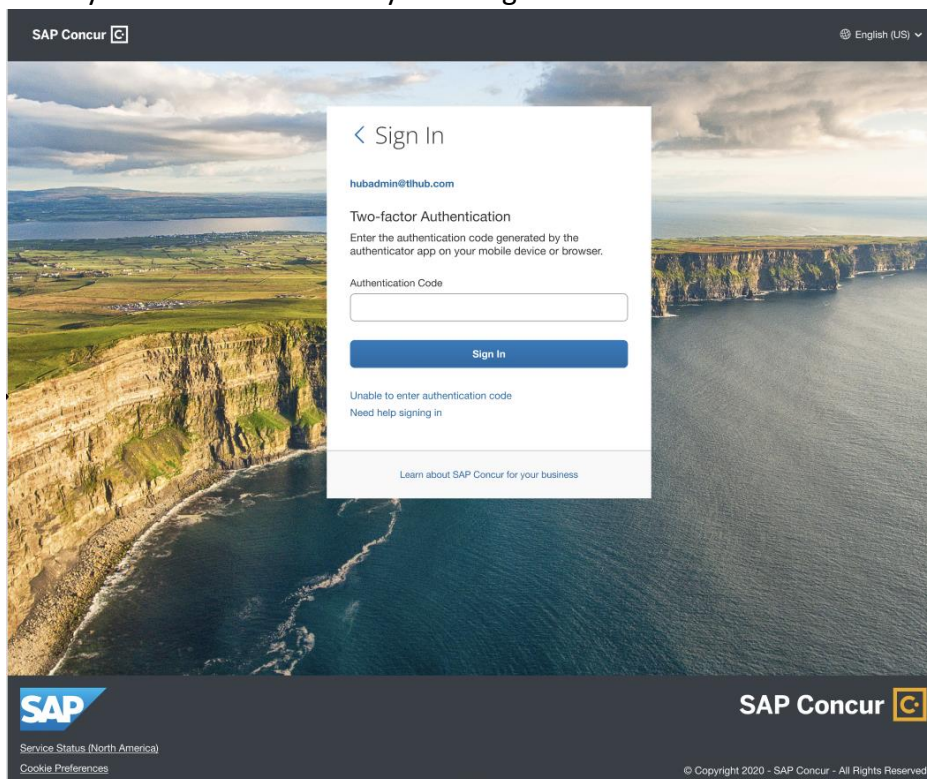 SAP Concur C
English (US)
Sign In
hubadmin@tlhub.com
Two-factor Authentication
Enter the authentication code generated by the
authenticator app on your mobile device or browser.
Authentication Code
Sign In
Unable to enter authentication code
Need help signing in
Learn about SAP Concur for your business
SAP
SAP Concur C
Service Status (North America)
Cookie Preferences
© Copyright 2020 - SAP Concur - All Rights Reserved